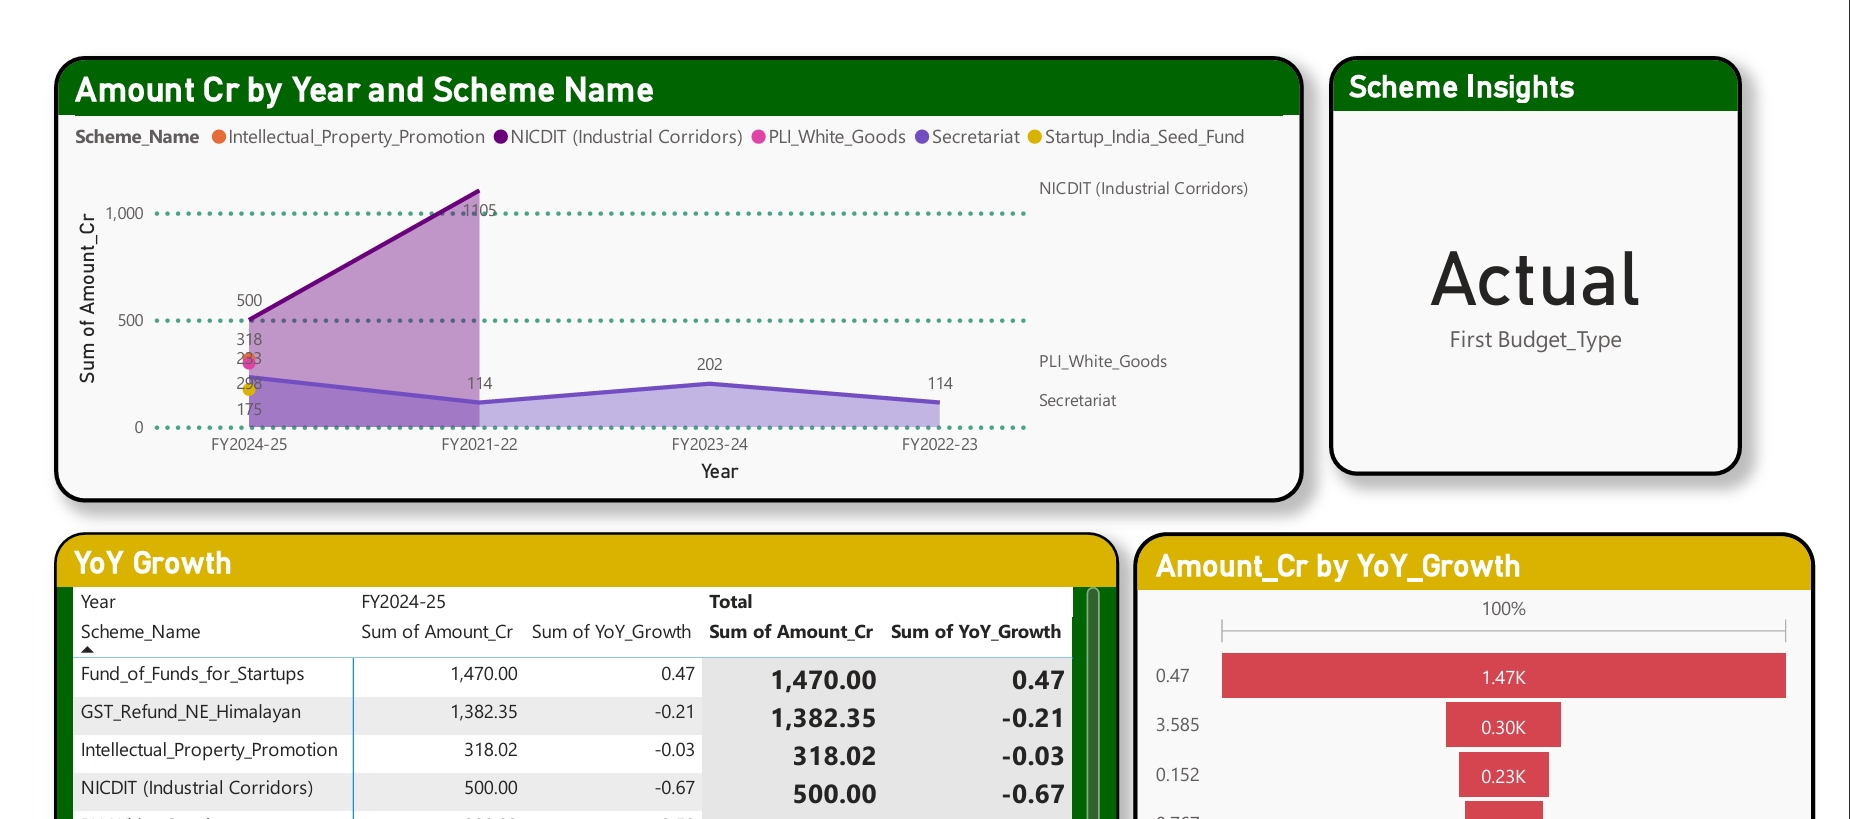 Amount Cr by Year and Scheme Name
Scheme_Name Intellectual_Property_Promotion NICDIT (Industrial Corridors) PLI_White_Goods Secretariat Startup_India_Seed_Fund
Sum of Amount_Cr
1,000
500
0
1105
500
318
233
298
175
114
202
114
NICDIT (Industrial Corridors)
PLI_White_Goods
Secretariat
FY2024-25 FY2021-22 FY2023-24 FY2022-23
Year
Scheme Insights
Actual
First Budget_Type
YoY Growth
Year FY2024-25 Total
Scheme_Name Sum of Amount_Cr Sum of YoY_Growth Sum of Amount_Cr Sum of YoY_Growth
Fund_of_Funds_for_Startups 1,470.00 0.47 1,470.00 0.47
GST_Refund_NE_Himalayan 1,382.35 -0.21 1,382.35 -0.21
Intellectual_Property_Promotion 318.02 -0.03 318.02 -0.03
NICDIT (Industrial Corridors) 500.00 -0.67 500.00 -0.67
Amount_Cr by YoY_Growth
100%
0.47 1.47K
3.585 0.30K
0.152 0.23K